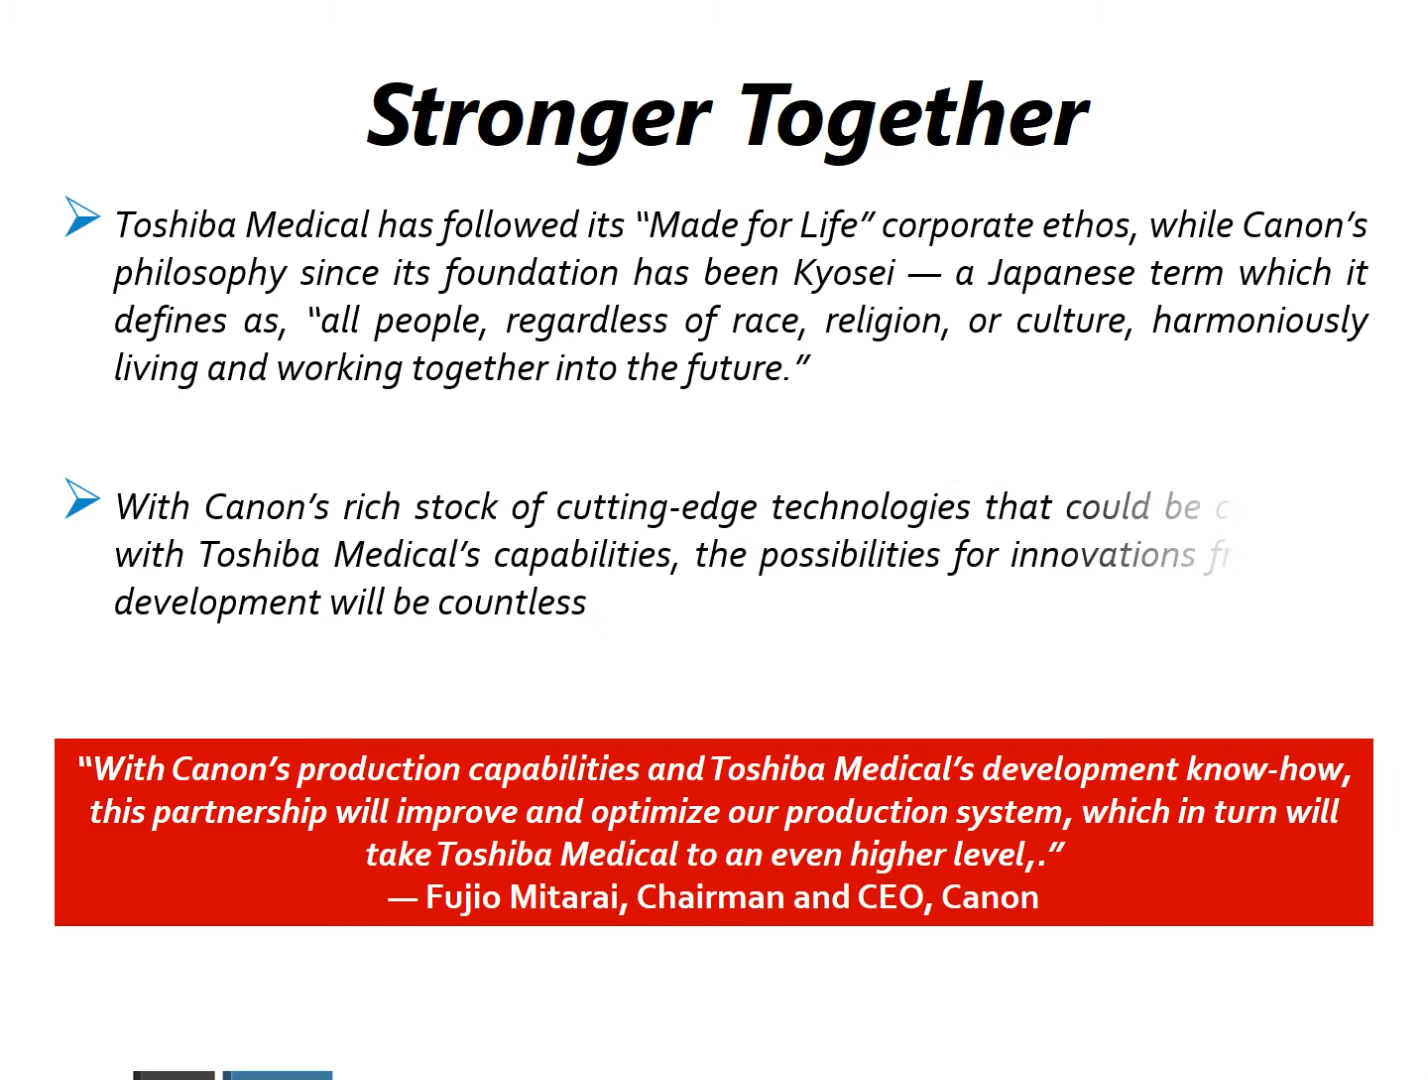 Stronger Together
Toshiba Medical has followed its “Made for Life” corporate ethos, while Canon’s
philosophy since its foundation has been Kyosei — a Japanese term which it
defines as, “all people, regardless of race, religion, or culture, harmoniously
living and working together into the future.”
With Canon’s rich stock of cutting-edge technologies that could be
with Toshiba Medical’s capabilities, the possibilities for innovations
development will be countless
“With Canon’s production capabilities and Toshiba Medical’s development know-how,
this partnership will improve and optimize our production system, which in turn will
take Toshiba Medical to an even higher level,.”
— Fujio Mitarai, Chairman and CEO, Canon